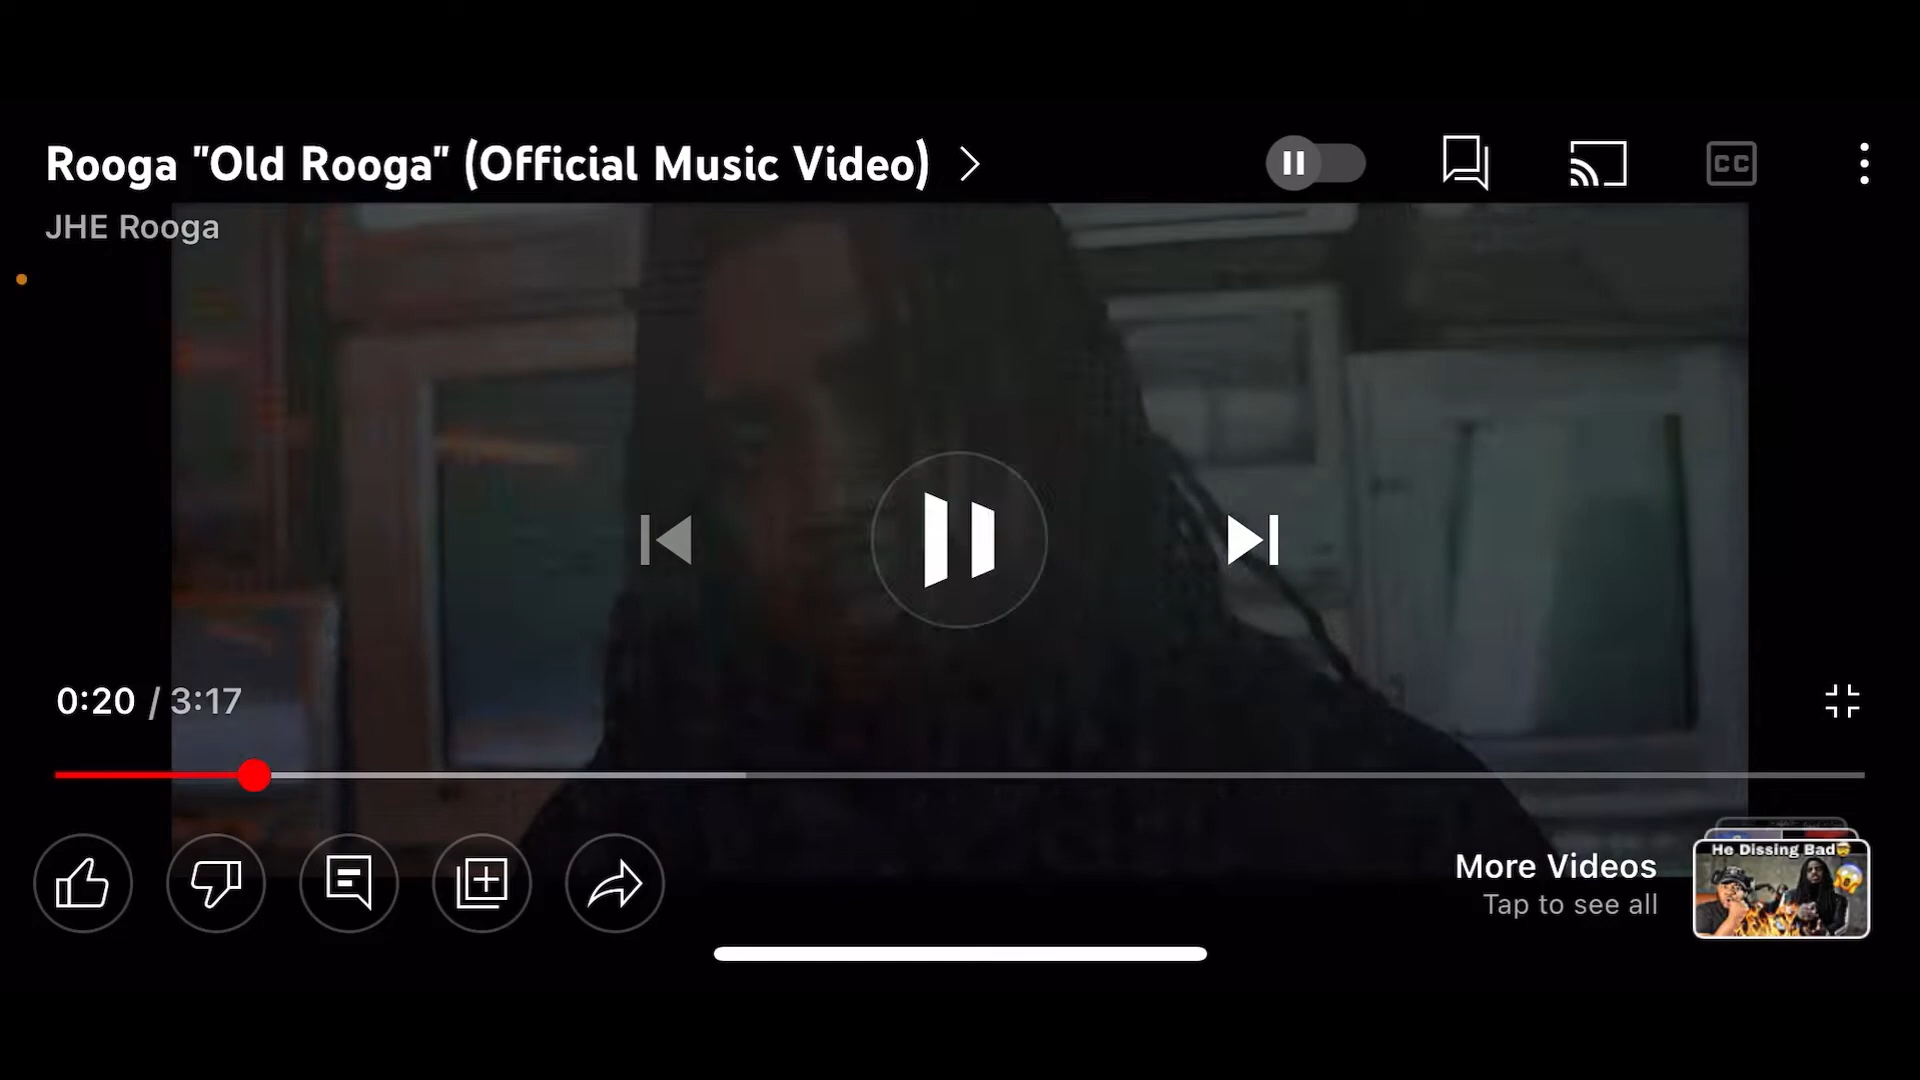 Rooga "Old Rooga" (Official Music Video)
CC
JHE Rooga
0:20 / 3:17
He Dissing Bad🤯
More Videos
Tap to see all